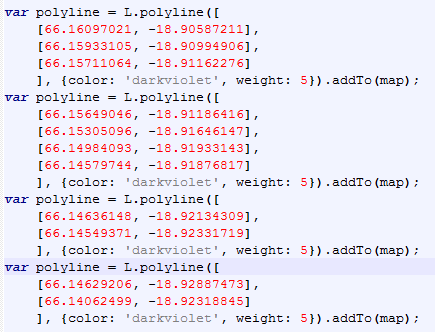 var polyline = L.polyline([
[66.16097021, -18.90587211],
[66.15933105, -18.90994906],
[66.15711064, -18.91162276]
], {color: 'darkviolet', weight: 5}).addTo(map);
var polyline = L.polyline([
[66.15649046, -18.91186416],
[66.15305096, -18.91646147],
[66.14984093, -18.91933143],
[66.14579744, -18.91876817]
], {color: 'darkviolet', weight: 5}).addTo(map);
var polyline = L.polyline([
[66.14636148, -18.92134309],
[66.14549371, -18.92331719]
], {color: 'darkviolet', weight: 5}).addTo(map);
var polyline = L.polyline([
[66.14629206, -18.92887473],
[66.14062499, -18.92318845]
], {color: 'darkviolet', weight: 5}).addTo(map);